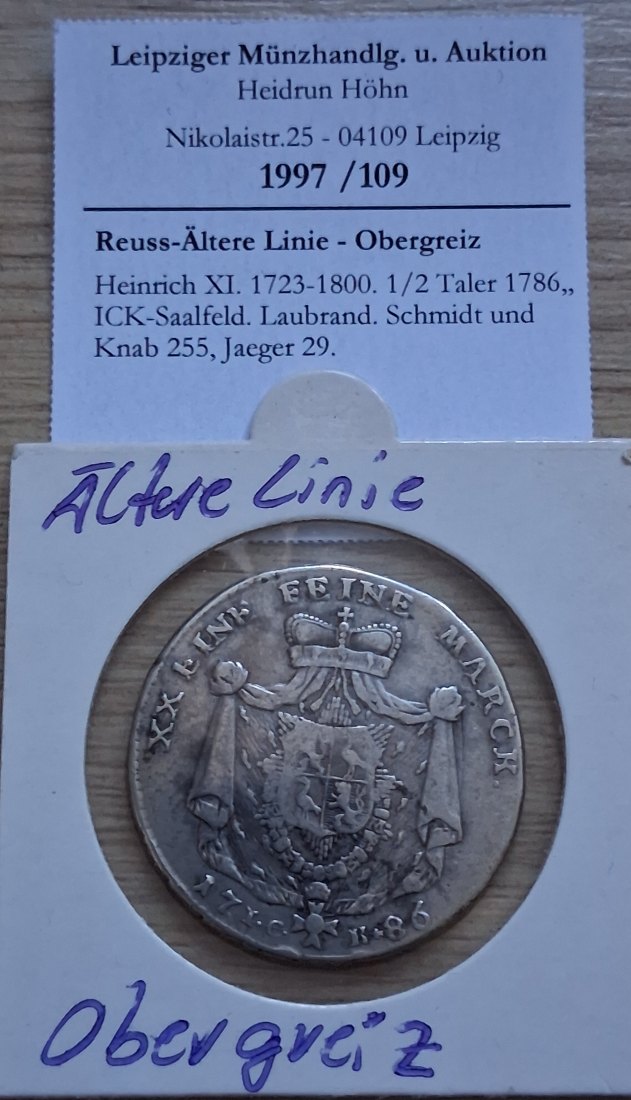 Leipziger Münzhandlg. u. Auktion
Heidrun Höhn
Nikolaistr.25 - 04109 Leipzig
1997 /109
Reuss-Ältere Linie - Obergreiz
Heinrich XI. 1723-1800. 1/2 Taler 1786,,
ICK-Saalfeld. Laubrand. Schmidt und
Knab 255, Jaeger 29.
Ältere Linie
XX EINE FEINE MARCK.
17 I.C. K. 86
Obergreiz